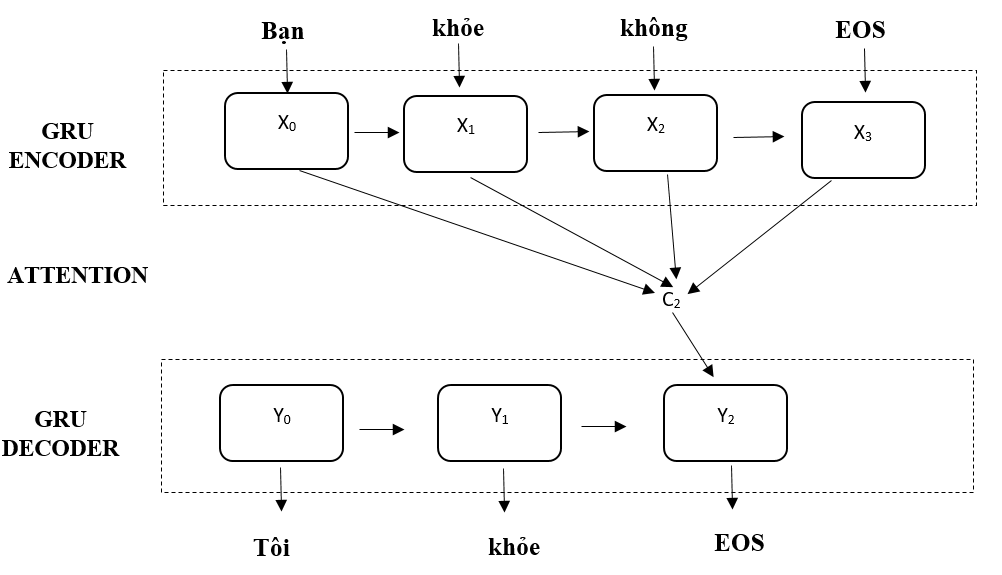 Bạn khỏe không EOS
GRU
ENCODER
X₀ X₁ X₂ X₃
ATTENTION
C₂
GRU
DECODER
Y₀ Y₁ Y₂
Tôi khỏe EOS